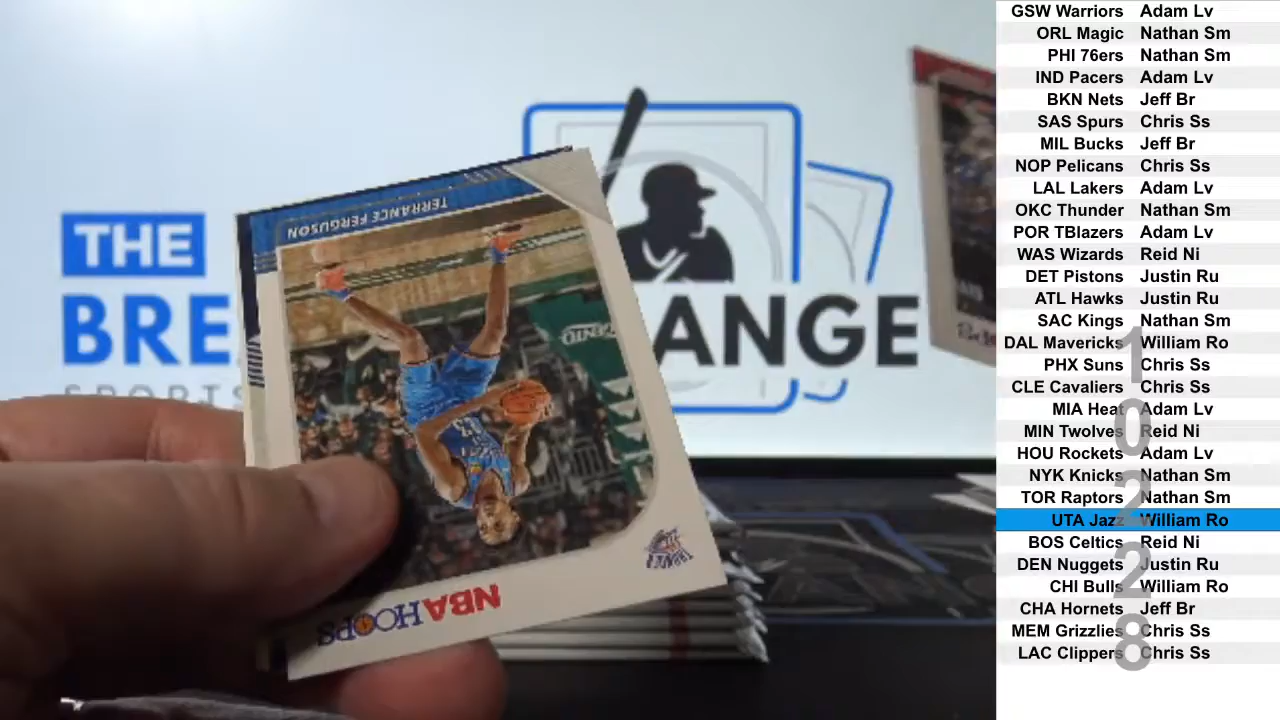 THE
BRE ANGE
SPORTS
TERRANCE FERGUSON
NBA HOOPS
GSW Warriors Adam Lv
ORL Magic Nathan Sm
PHI 76ers Nathan Sm
IND Pacers Adam Lv
BKN Nets Jeff Br
SAS Spurs Chris Ss
MIL Bucks Jeff Br
NOP Pelicans Chris Ss
LAL Lakers Adam Lv
OKC Thunder Nathan Sm
POR TBlazers Adam Lv
WAS Wizards Reid Ni
DET Pistons Justin Ru
ATL Hawks Justin Ru
SAC Kings Nathan Sm
DAL Mavericks William Ro
PHX Suns Chris Ss
CLE Cavaliers Chris Ss
MIA Heat Adam Lv
MIN Twolves Reid Ni
HOU Rockets Adam Lv
NYK Knicks Nathan Sm
TOR Raptors Nathan Sm
UTA Jazz William Ro
BOS Celtics Reid Ni
DEN Nuggets Justin Ru
CHI Bulls William Ro
CHA Hornets Jeff Br
MEM Grizzlies Chris Ss
LAC Clippers Chris Ss
1
0
2
2
8